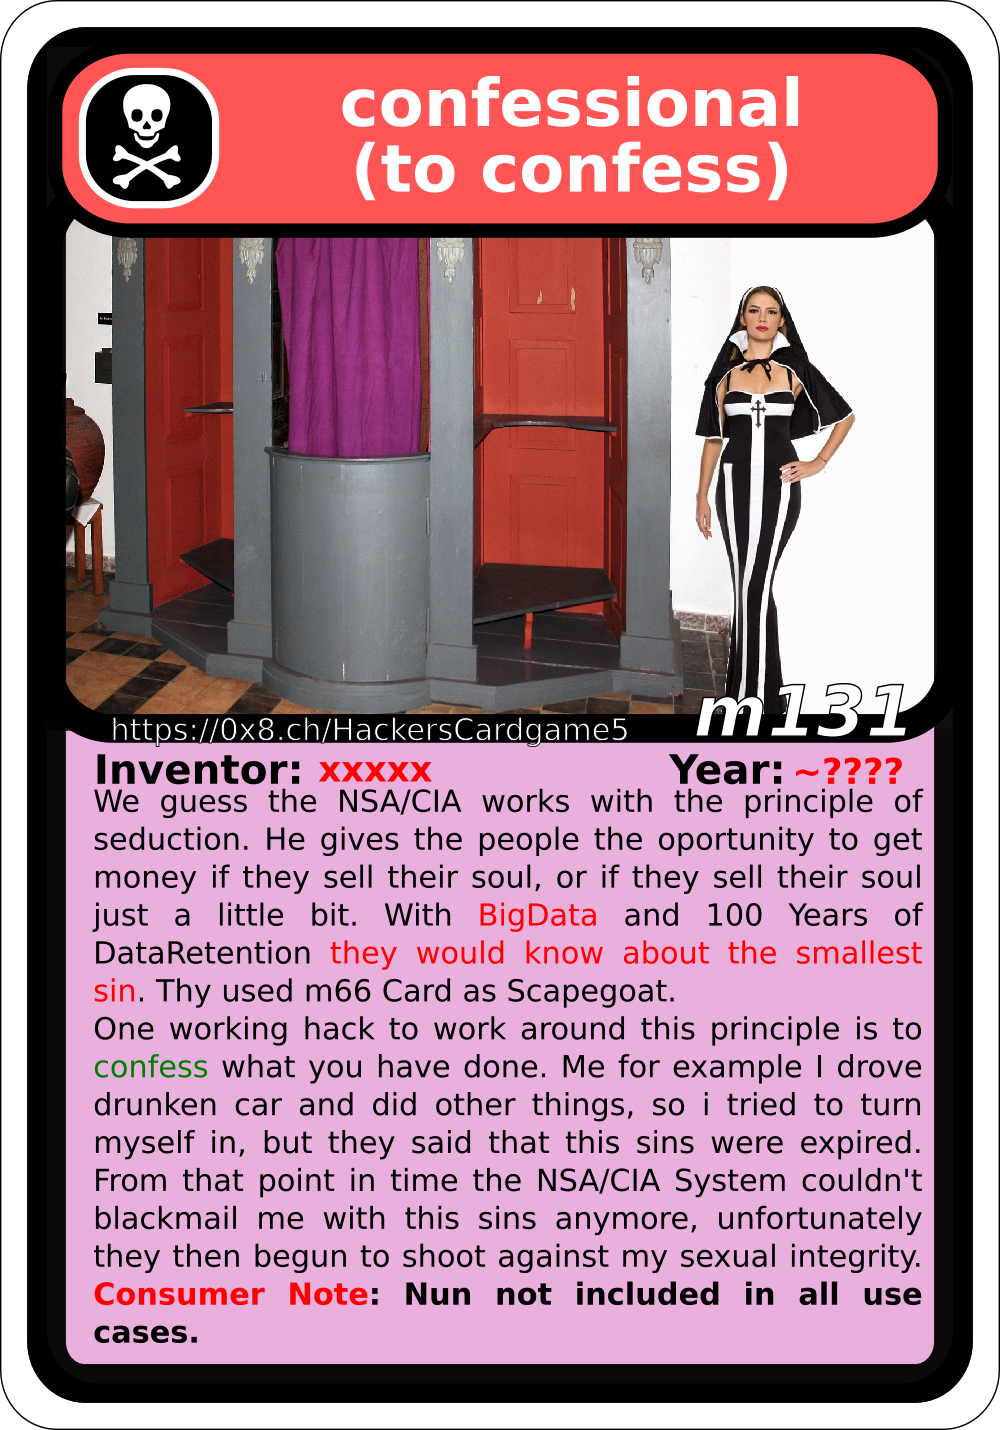 confessional
(to confess)
m131
https://0x8.ch/HackersCardgame5
Inventor: xxxxx Year: ~????
We guess the NSA/CIA works with the principle of
seduction. He gives the people the oportunity to get
money if they sell their soul, or if they sell their soul
just a little bit. With BigData and 100 Years of
DataRetention they would know about the smallest
sin. Thy used m66 Card as Scapegoat.
One working hack to work around this principle is to
confess what you have done. Me for example I drove
drunken car and did other things, so i tried to turn
myself in, but they said that this sins were expired.
From that point in time the NSA/CIA System couldn't
blackmail me with this sins anymore, unfortunately
they then begun to shoot against my sexual integrity.
Consumer Note: Nun not included in all use
cases.